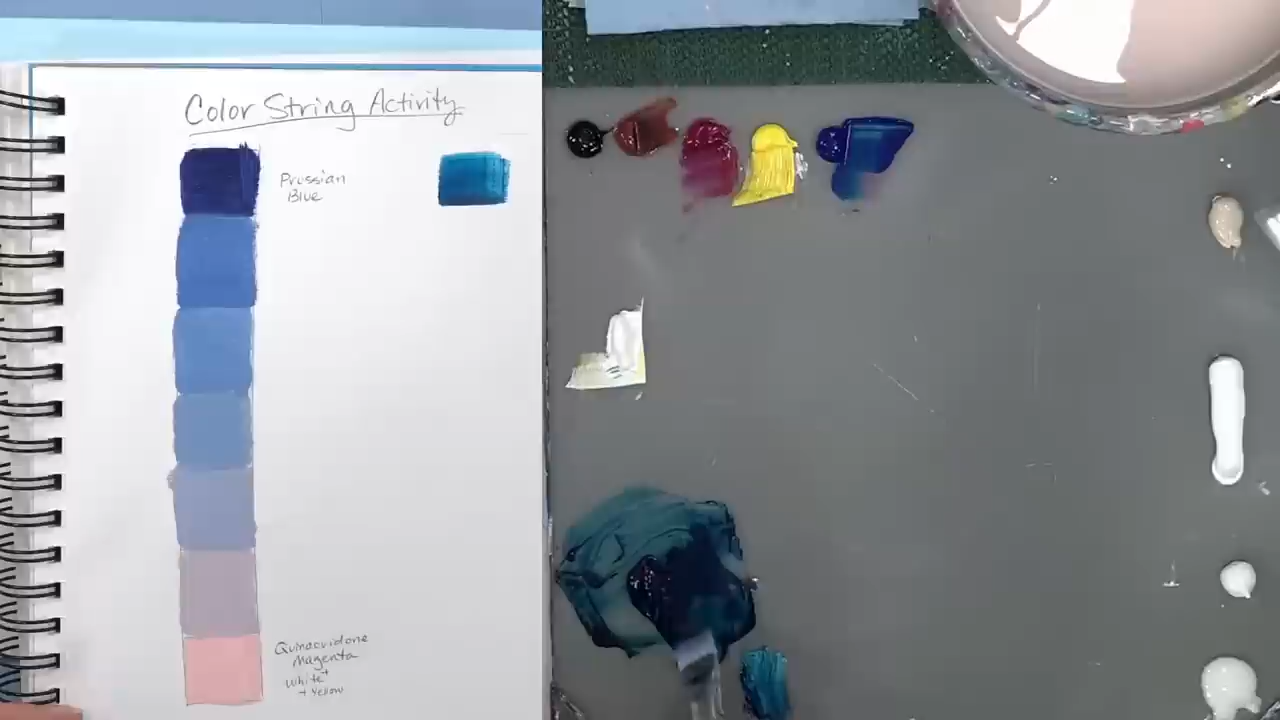 Color String Activity
Prussian
Blue
Quinacridone
Magenta
White +
+ Yellow